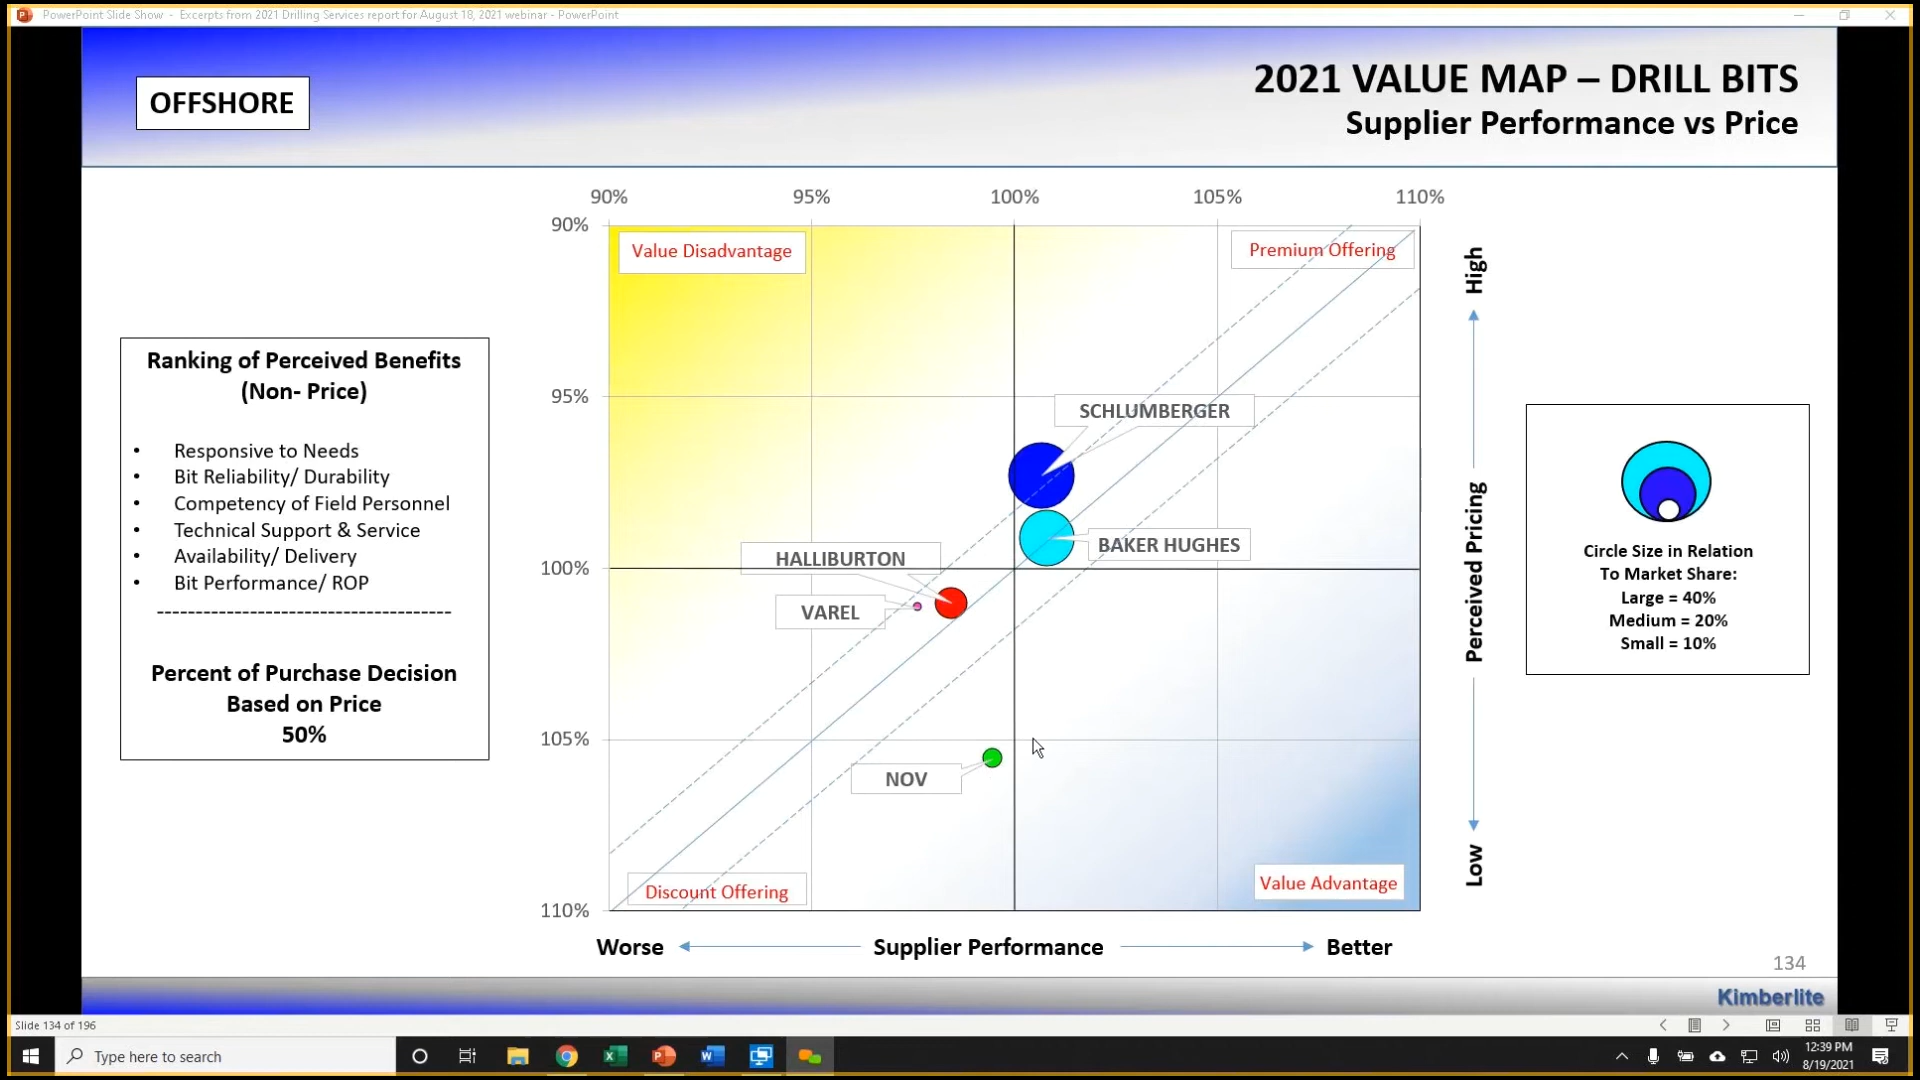 PowerPoint Slide Show - Excerpts from 2021 Drilling Services report for August 18, 2021 webinar - PowerPoint
OFFSHORE
2021 VALUE MAP – DRILL BITS
Supplier Performance vs Price
90% 95% 100% 105% 110%
90%
Value Disadvantage
Premium Offering
High
Ranking of Perceived Benefits
(Non- Price)
• Responsive to Needs
• Bit Reliability/ Durability
• Competency of Field Personnel
• Technical Support & Service
• Availability/ Delivery
• Bit Performance/ ROP
------------------------------------
Percent of Purchase Decision
Based on Price
50%
95%
SCHLUMBERGER
BAKER HUGHES
HALLIBURTON
100%
VAREL
105%
NOV
Discount Offering
Value Advantage
110%
Perceived Pricing
Low
Circle Size in Relation
To Market Share:
Large = 40%
Medium = 20%
Small = 10%
Worse
Supplier Performance
Better
134
Kimberlite
Slide 134 of 196
Type here to search
12:39 PM
8/19/2021